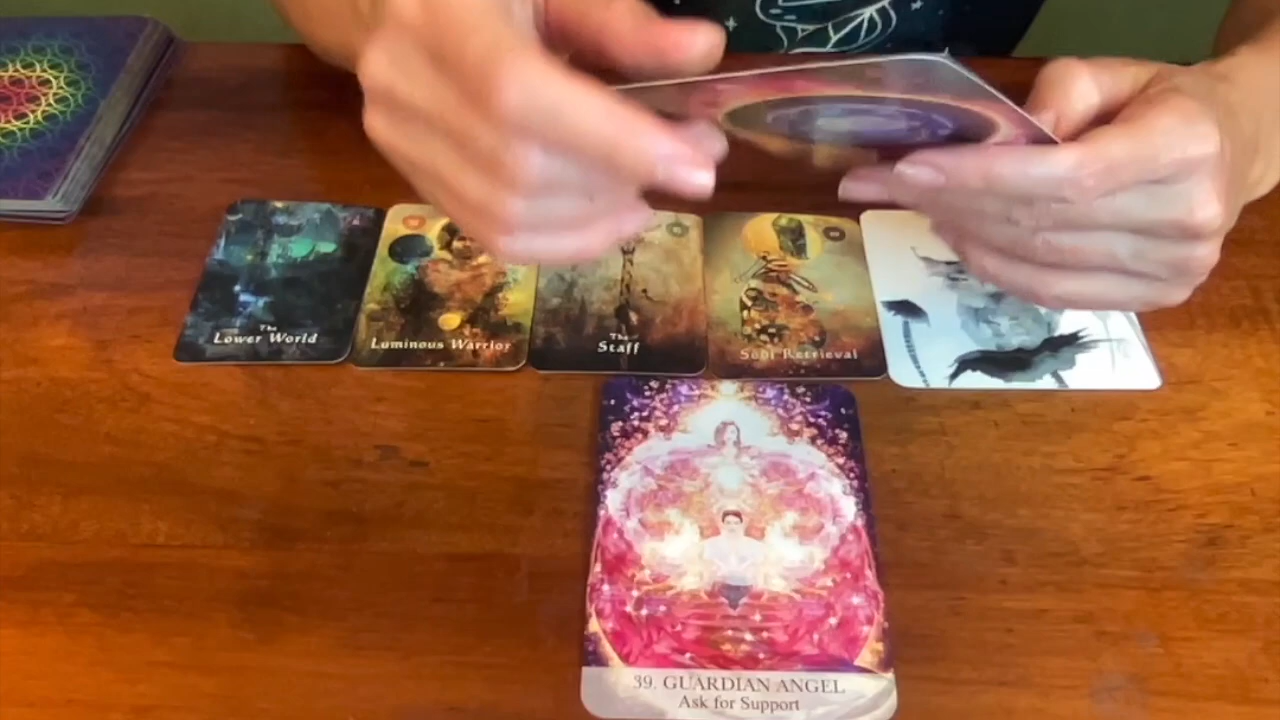 The
Lower World
Luminous Warrior
The
Staff
Soul Retrieval
39. GUARDIAN ANGEL
Ask for Support